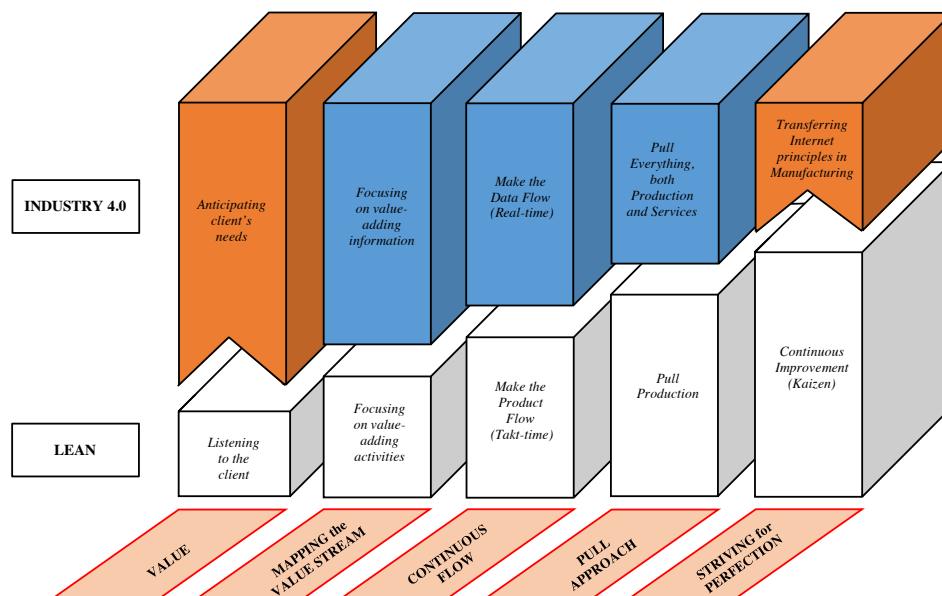 INDUSTRY 4.0
Anticipating
client's
needs
Focusing
on value-
adding
information
Make the
Data Flow
(Real-time)
Pull
Everything,
both
Production
and Services
Transferring
Internet
principles in
Manufacturing
LEAN
Listening
to the
client
Focusing
on value-
adding
activities
Make the
Product
Flow
(Takt-time)
Pull
Production
Continuous
Improvement
(Kaizen)
VALUE
MAPPING the
VALUE STREAM
CONTINUOUS
FLOW
PULL
APPROACH
STRIVING for
PERFECTION